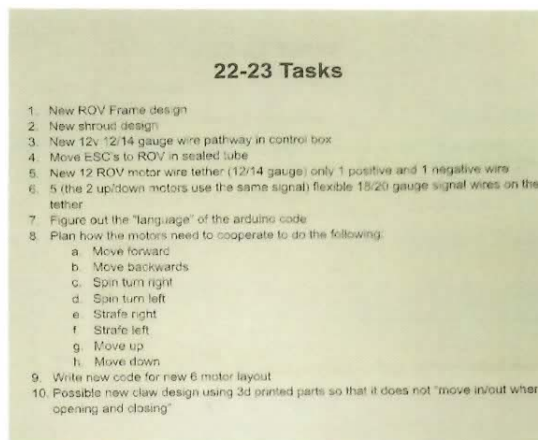 22-23 Tasks
1. New ROV Frame design
2. New shroud design
3. New 12v 12/14 gauge wire pathway in control box
4. Move ESC's to ROV in sealed tube
5. New 12 ROV motor wire tether (12/14 gauge) only 1 positive and 1 negative wire
6. 5 (the 2 up/down motors use the same signal) flexible 18/20 gauge signal wires on the
tether
7. Figure out the "language" of the arduino code
8. Plan how the motors need to cooperate to do the following:
a. Move forward
b. Move backwards
c. Spin turn right
d. Spin turn left
e. Strafe right
f. Strafe left
g. Move up
h. Move down
9. Write new code for new 6 motor layout
10. Possible new claw design using 3d printed parts so that it does not "move in/out when
opening and closing"